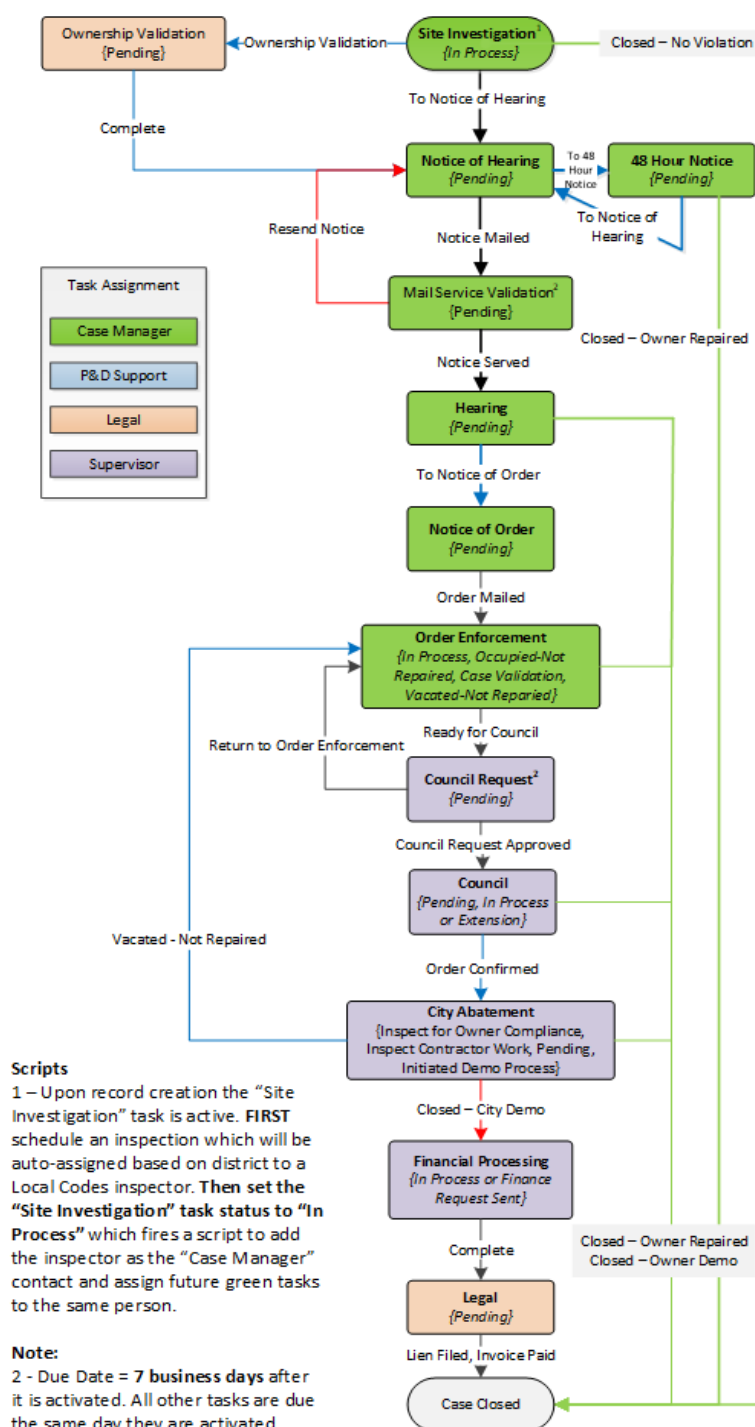 Ownership Validation
{Pending}
Ownership Validation
Site Investigation1
{In Process}
Closed – No Violation
To Notice of Hearing
Complete
Notice of Hearing
{Pending}
To 48
Hour
Notice
48 Hour Notice
{Pending}
To Notice of
Hearing
Resend Notice
Notice Mailed
Task Assignment
Case Manager
P&D Support
Legal
Supervisor
Mail Service Validation2
{Pending}
Closed – Owner Repaired
Notice Served
Hearing
{Pending}
To Notice of Order
Notice of Order
{Pending}
Order Mailed
Order Enforcement
{In Process, Occupied-Not
Repaired, Case Validation,
Vacated-Not Reparied}
Ready for Council
Return to Order Enforcement
Council Request2
{Pending}
Council Request Approved
Council
{Pending, In Process
or Extension}
Vacated - Not Repaired
Order Confirmed
City Abatement
{Inspect for Owner Compliance,
Inspect Contractor Work, Pending,
Initiated Demo Process}
Closed – City Demo
Financial Processing
{In Process or Finance
Request Sent}
Closed – Owner Repaired
Closed – Owner Demo
Complete
Legal
{Pending}
Lien Filed, Invoice Paid
Case Closed
Scripts
1 – Upon record creation the “Site
Investigation” task is active. FIRST
schedule an inspection which will be
auto-assigned based on district to a
Local Codes inspector. Then set the
“Site Investigation” task status to “In
Process” which fires a script to add
the inspector as the “Case Manager”
contact and assign future green tasks
to the same person.
Note:
2 - Due Date = 7 business days after
it is activated. All other tasks are due
the same day they are activated